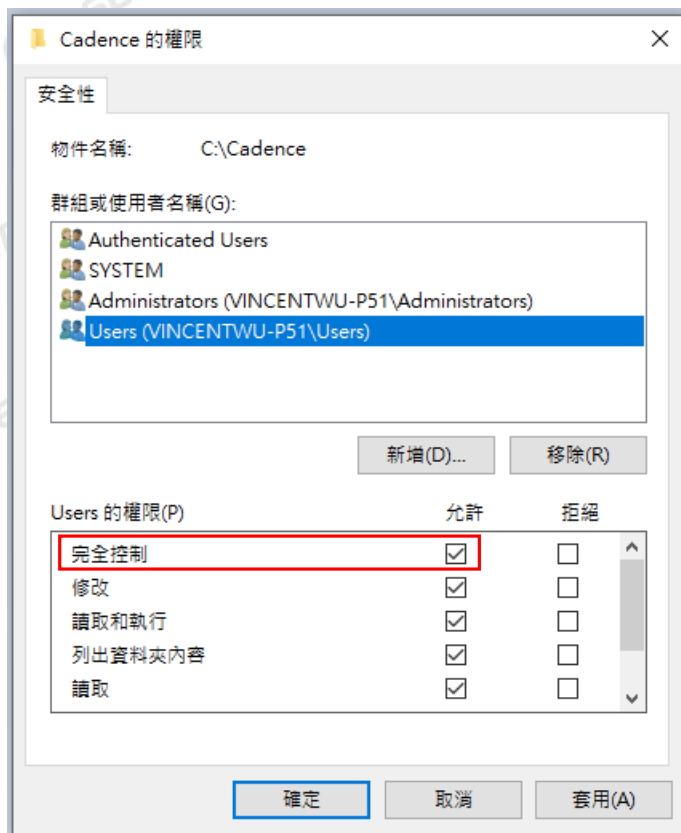 Cadence 的權限
安全性
物件名稱: C:\Cadence
群組或使用者名稱(G):
Authenticated Users
SYSTEM
Administrators (VINCENTWU-P51\Administrators)
Users (VINCENTWU-P51\Users)
新增(D)... 移除(R)
Users 的權限(P) 允許 拒絕
完全控制
修改
讀取和執行
列出資料夾內容
讀取
確定 取消 套用(A)